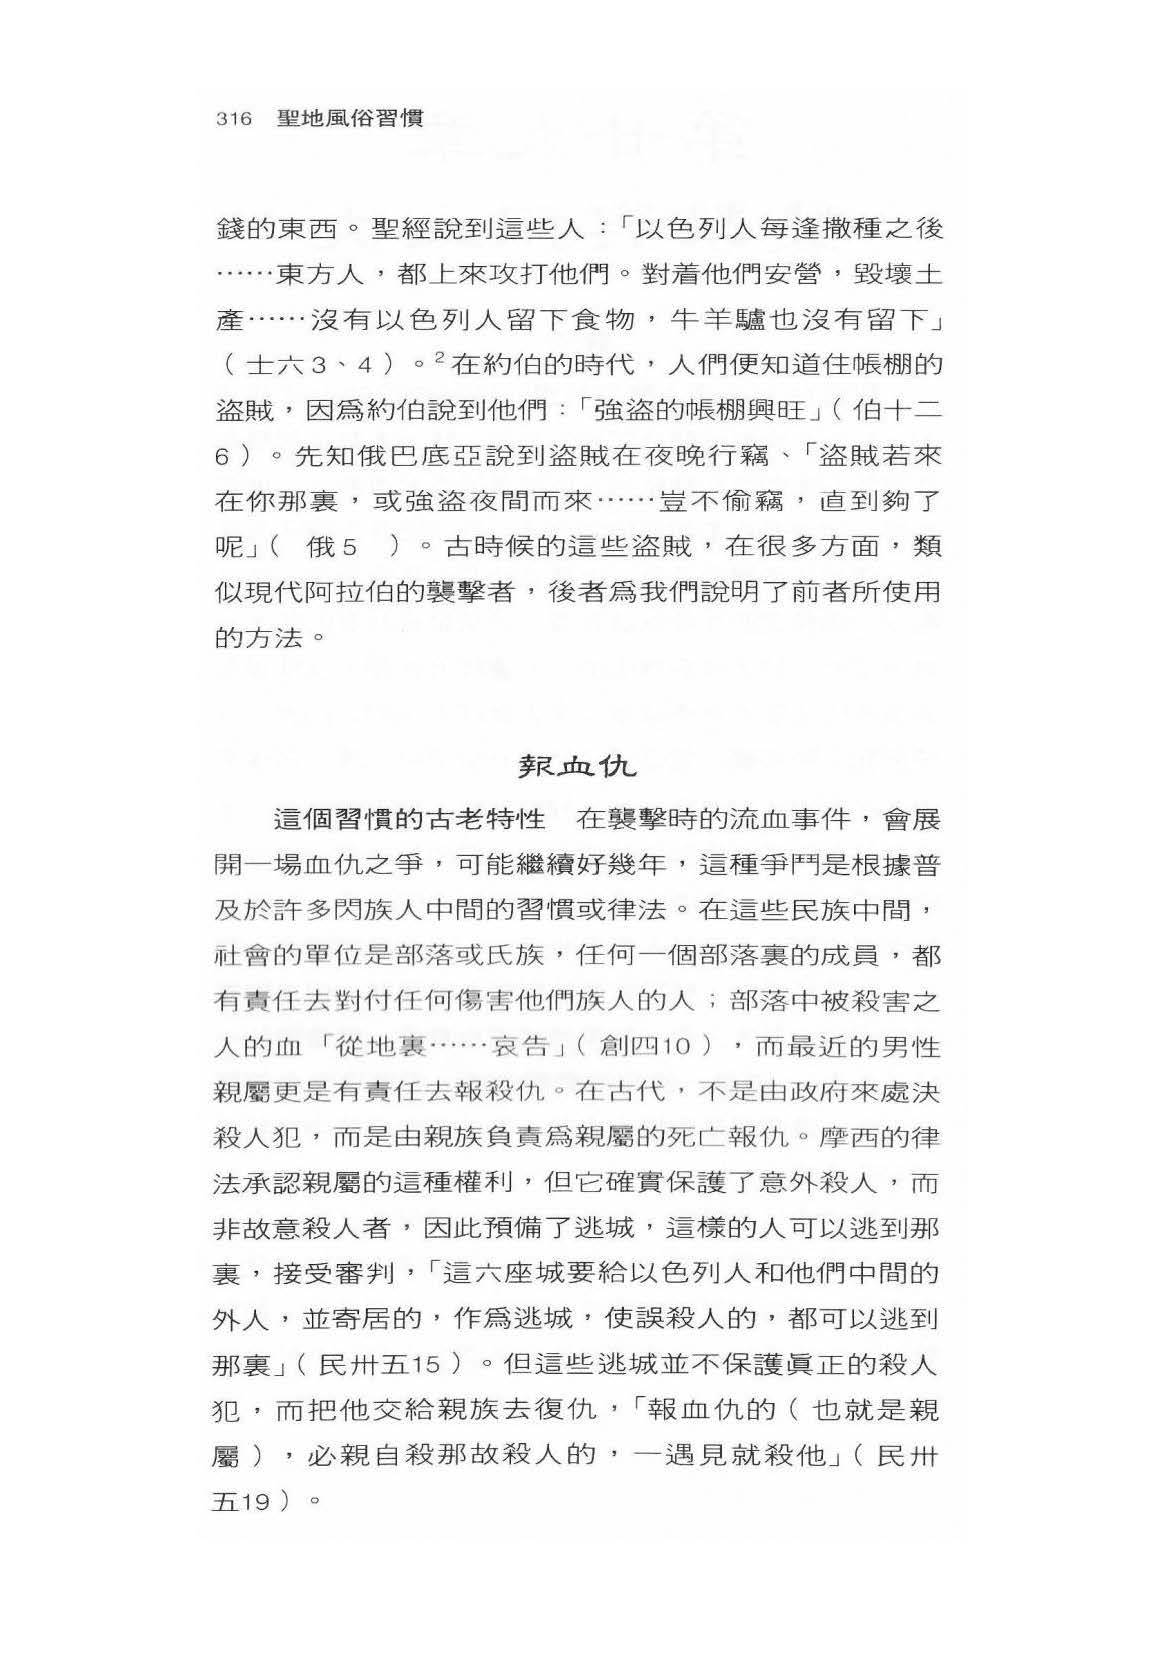 316 聖地風俗習慣
錢的東西。聖經說到這些人：「以色列人每逢撒種之後
……東方人，都上來攻打他們。對着他們安營，毀壞土
產……沒有以色列人留下食物，牛羊驢也沒有留下」
（士六3、4）。²在約伯的時代，人們便知道住帳棚的
盜賊，因爲約伯說到他們：「強盜的帳棚興旺」（伯十二
6）。先知俄巴底亞說到盜賊在夜晚行竊、「盜賊若來
在你那裏，或強盜夜間而來……豈不偷竊，直到夠了
呢」（ 俄5 ）。古時候的這些盜賊，在很多方面，類
似現代阿拉伯的襲擊者，後者爲我們說明了前者所使用
的方法。
報血仇
這個習慣的古老特性 在襲擊時的流血事件，會展
開一場血仇之爭，可能繼續好幾年，這種爭鬥是根據普
及於許多閃族人中間的習慣或律法。在這些民族中間，
社會的單位是部落或氏族，任何一個部落裏的成員，都
有責任去對付任何傷害他們族人的人；部落中被殺害之
人的血「從地裏……哀告」（創四10），而最近的男性
親屬更是有責任去報殺仇。在古代，不是由政府來處決
殺人犯，而是由親族負責爲親屬的死亡報仇。摩西的律
法承認親屬的這種權利，但它確實保護了意外殺人，而
非故意殺人者，因此預備了逃城，這樣的人可以逃到那
裏，接受審判，「這六座城要給以色列人和他們中間的
外人，並寄居的，作爲逃城，使誤殺人的，都可以逃到
那裏」（民卅五15）。但這些逃城並不保護眞正的殺人
犯，而把他交給親族去復仇，「報血仇的（也就是親
屬），必親自殺那故殺人的，一遇見就殺他」（民卅
五19）。